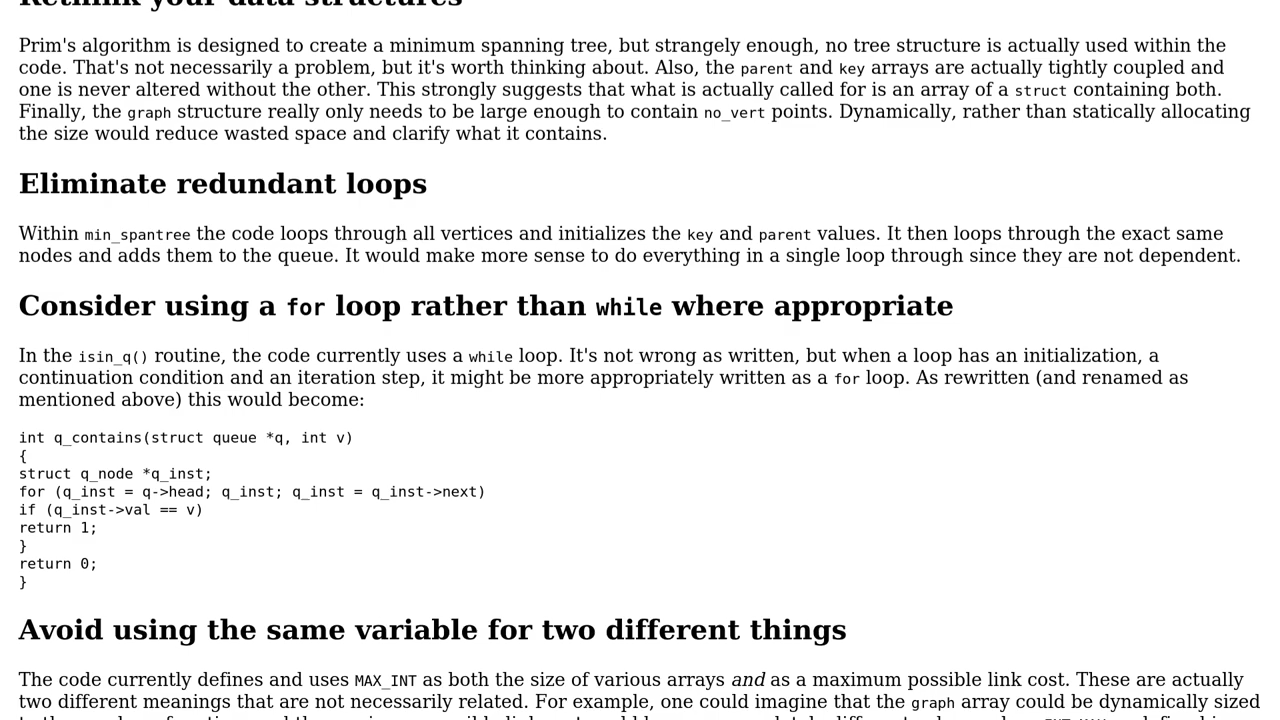 Rethink your data structures
Prim's algorithm is designed to create a minimum spanning tree, but strangely enough, no tree structure is actually used within the
code. That's not necessarily a problem, but it's worth thinking about. Also, the parent and key arrays are actually tightly coupled and
one is never altered without the other. This strongly suggests that what is actually called for is an array of a struct containing both.
Finally, the graph structure really only needs to be large enough to contain no_vert points. Dynamically, rather than statically allocating
the size would reduce wasted space and clarify what it contains.
Eliminate redundant loops
Within min_spantree the code loops through all vertices and initializes the key and parent values. It then loops through the exact same
nodes and adds them to the queue. It would make more sense to do everything in a single loop through since they are not dependent.
Consider using a for loop rather than while where appropriate
In the isin_q() routine, the code currently uses a while loop. It's not wrong as written, but when a loop has an initialization, a
continuation condition and an iteration step, it might be more appropriately written as a for loop. As rewritten (and renamed as
mentioned above) this would become:
int q_contains(struct queue *q, int v)
{
struct q_node *q_inst;
for (q_inst = q->head; q_inst; q_inst = q_inst->next)
if (q_inst->val == v)
return 1;
}
return 0;
}
Avoid using the same variable for two different things
The code currently defines and uses MAX_INT as both the size of various arrays and as a maximum possible link cost. These are actually
two different meanings that are not necessarily related. For example, one could imagine that the graph array could be dynamically sized